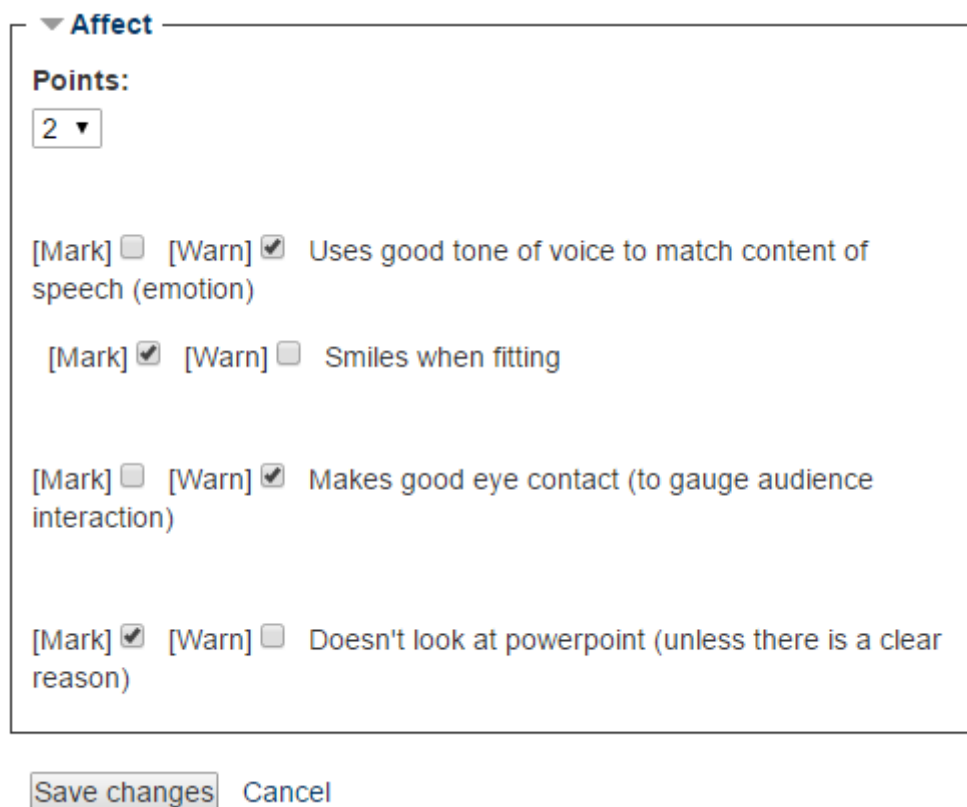 Affect
Points:
2
[Mark] [Warn] Uses good tone of voice to match content of
speech (emotion)
[Mark] [Warn] Smiles when fitting
[Mark] [Warn] Makes good eye contact (to gauge audience
interaction)
[Mark] [Warn] Doesn't look at powerpoint (unless there is a clear
reason)
Save changes Cancel